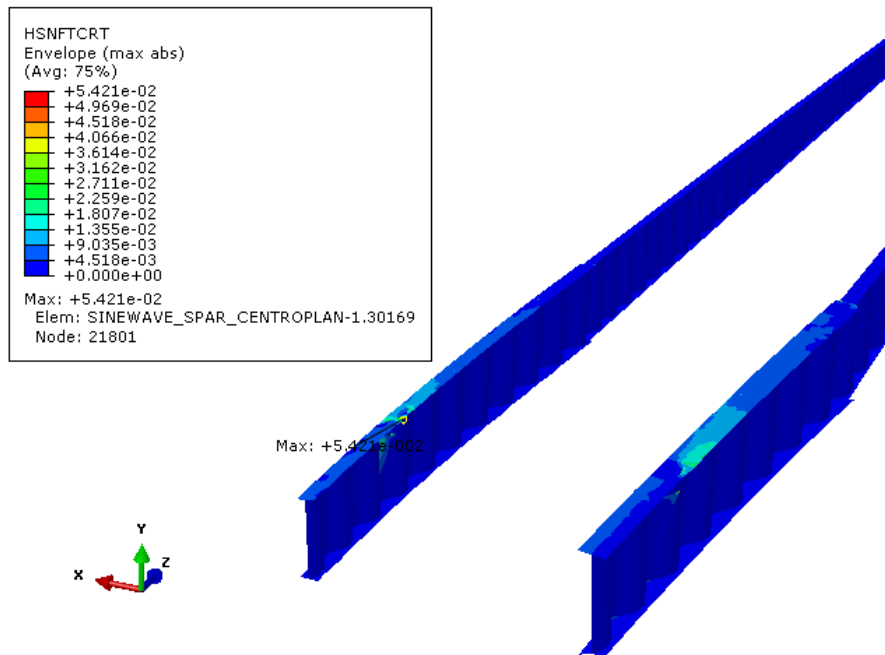 HSNFTCRT
Envelope (max abs)
(Avg: 75%)
+5.421e-02
+4.969e-02
+4.518e-02
+4.066e-02
+3.614e-02
+3.162e-02
+2.711e-02
+2.259e-02
+1.807e-02
+1.355e-02
+9.035e-03
+4.518e-03
+0.000e+00
Max: +5.421e-02
Elem: SINEWAVE_SPAR_CENTROPLAN-1.30169
Node: 21801
Max: +5.421e-002
Y
Z
X